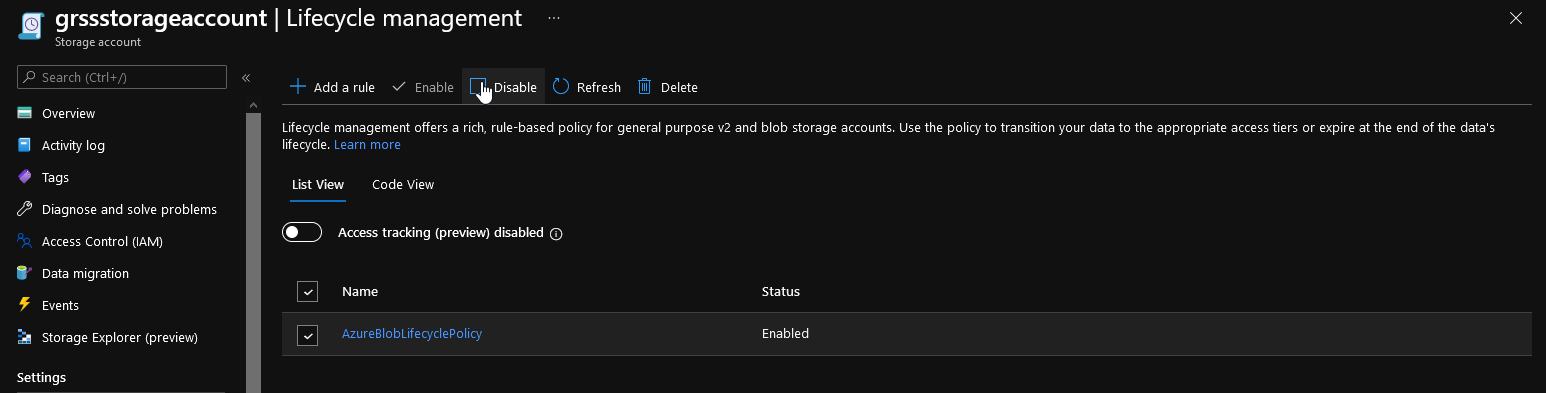 grssstorageaccount | Lifecycle management ...
Storage account
Search (Ctrl+/)
«
Overview
Activity log
Tags
Diagnose and solve problems
Access Control (IAM)
Data migration
Events
Storage Explorer (preview)
Settings
Add a rule
Enable
Disable
Refresh
Delete
Lifecycle management offers a rich, rule-based policy for general purpose v2 and blob storage accounts. Use the policy to transition your data to the appropriate access tiers or expire at the end of the data's
lifecycle. Learn more
List View
Code View
Access tracking (preview) disabled
Name
Status
AzureBlobLifecyclePolicy
Enabled